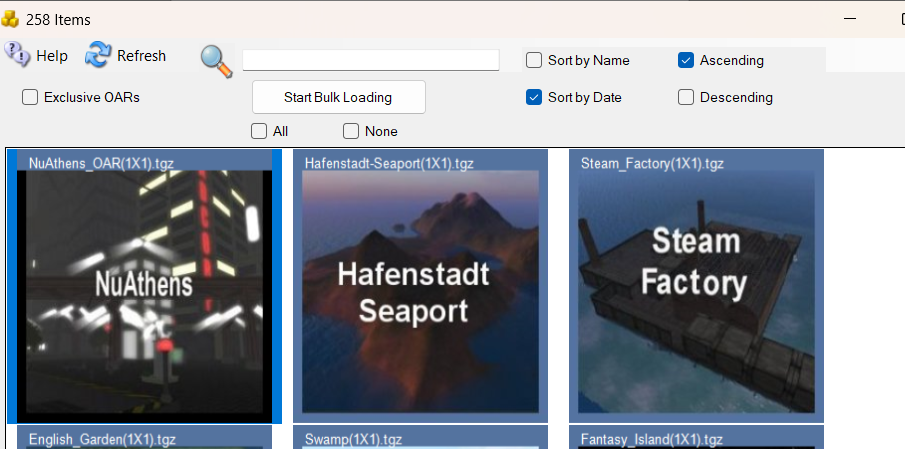 258 Items
Help
Refresh
Sort by Name
Ascending
Exclusive OARs
Start Bulk Loading
Sort by Date
Descending
All
None
NuAthens_OAR(1X1).tgz
Hafenstadt-Seaport(1X1).tgz
Steam_Factory(1X1).tgz
NuAthens
Hafenstadt
Seaport
Steam
Factory
English_Garden(1X1).tgz
Swamp(1X1).tgz
Fantasy_Island(1X1).tgz